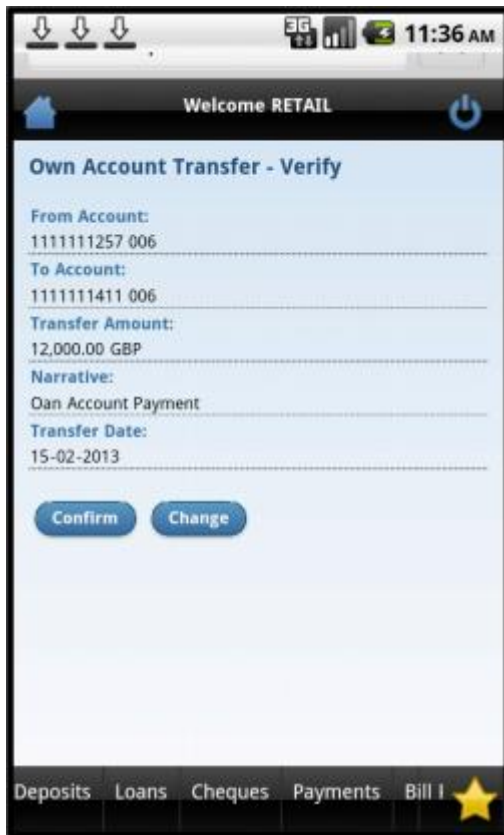 3G 11:36 AM
Welcome RETAIL
Own Account Transfer - Verify
From Account:
1111111257 006
To Account:
1111111411 006
Transfer Amount:
12,000.00 GBP
Narrative:
Oan Account Payment
Transfer Date:
15-02-2013
Confirm Change
Deposits Loans Cheques Payments Bill